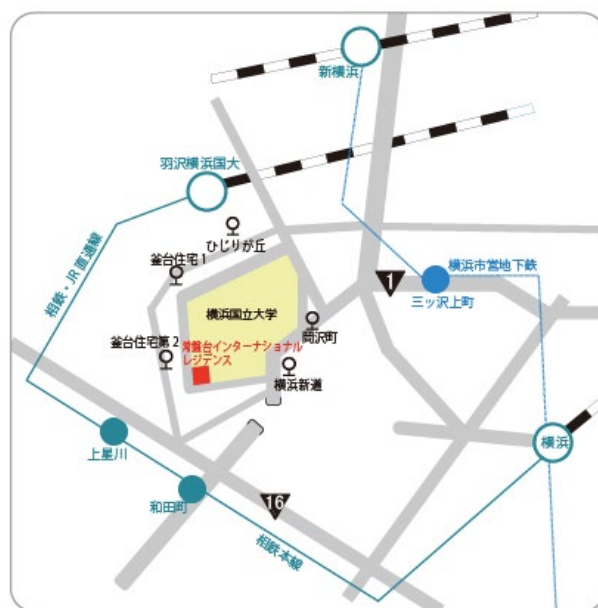 新横浜
羽沢横浜国大
ひじりが丘
釜台住宅1
相鉄・JR直通線
横浜市営地下鉄
1
三ッ沢上町
横浜国立大学
岡沢町
釜台住宅第2
常盤台インターナショナル
レジデンス
横浜新道
横浜
上星川
和田町
16
相鉄本線